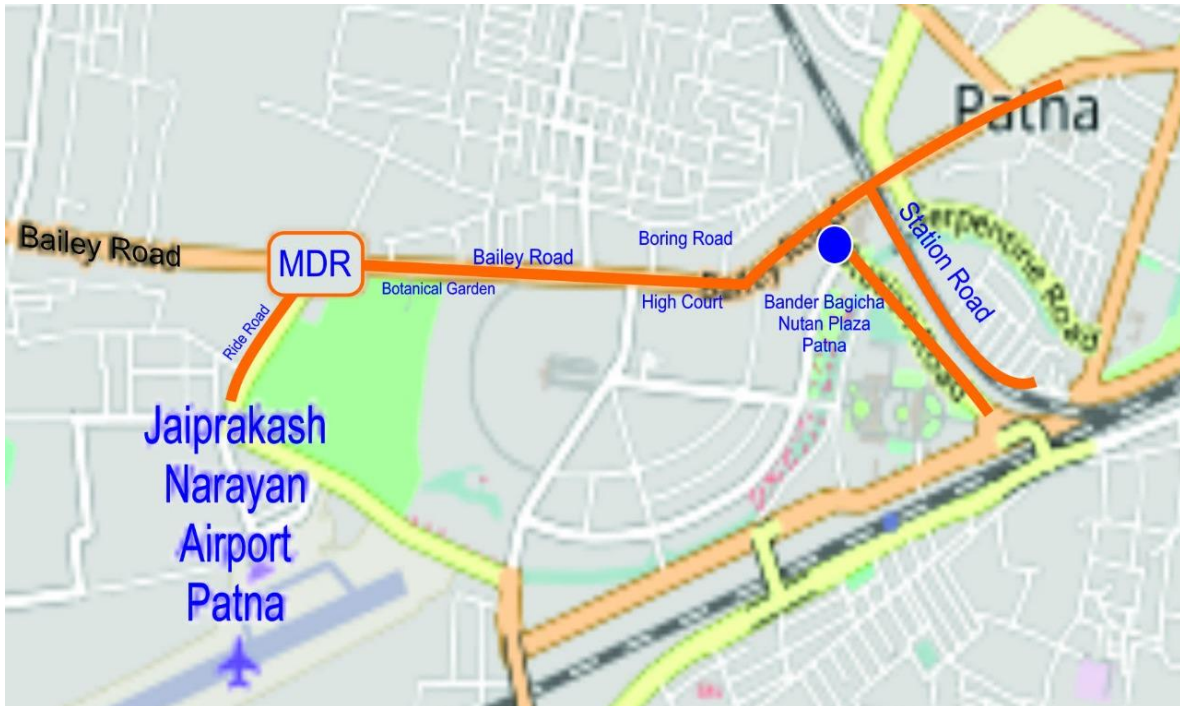 Patna
Bailey Road
MDR
Bailey Road
Boring Road
Station Road
Serpentine Road
Botanical Garden
High Court
Bander Bagicha
Nutan Plaza
Patna
Ride Road
Jaiprakash
Narayan
Airport
Patna